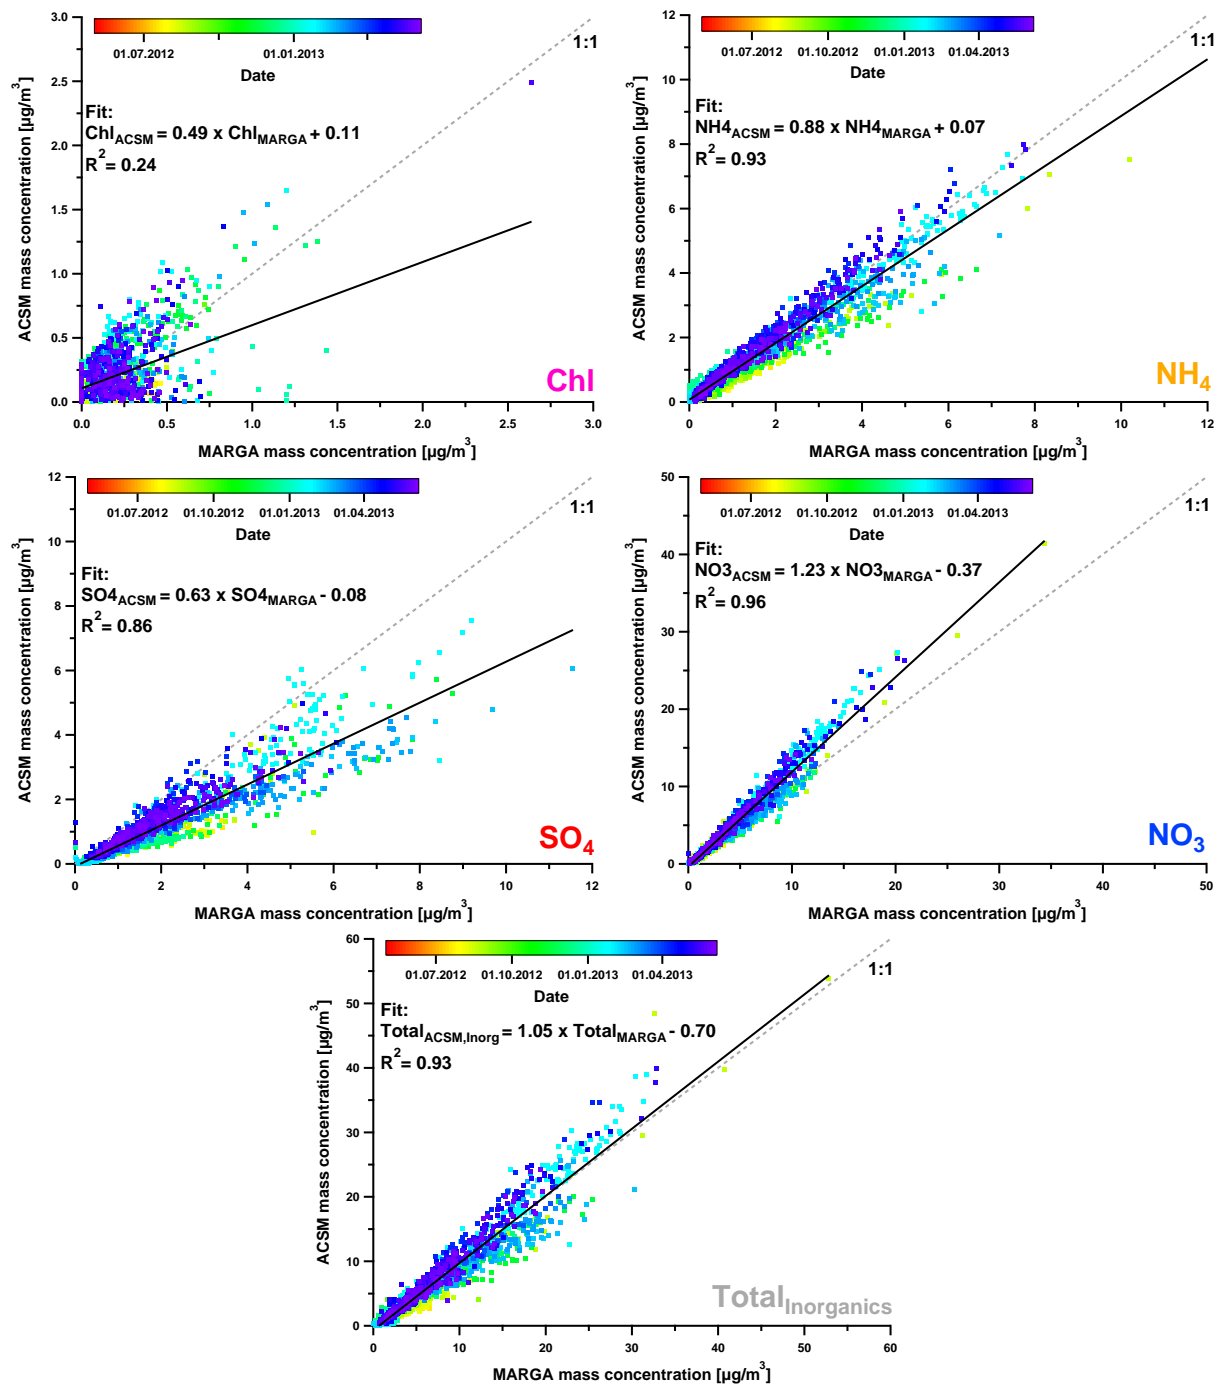 3.0
2.5
2.0
1.5
1.0
0.5
0.0
ACSM mass concentration [µg/m³]
01.07.2012 01.01.2013
Date
1:1
Fit:
Chl_ACSM = 0.49 x Chl_MARGA + 0.11
R² = 0.24
Chl
0.0 0.5 1.0 1.5 2.0 2.5 3.0
MARGA mass concentration [µg/m³]
12
10
8
6
4
2
0
ACSM mass concentration [µg/m³]
01.07.2012 01.10.2012 01.01.2013 01.04.2013
Date
1:1
Fit:
NH4_ACSM = 0.88 x NH4_MARGA + 0.07
R² = 0.93
NH₄
0 2 4 6 8 10 12
MARGA mass concentration [µg/m³]
12
10
8
6
4
2
0
ACSM mass concentration [µg/m³]
01.07.2012 01.10.2012 01.01.2013 01.04.2013
Date
1:1
Fit:
SO4_ACSM = 0.63 x SO4_MARGA - 0.08
R² = 0.86
SO₄
0 2 4 6 8 10 12
MARGA mass concentration [µg/m³]
50
40
30
20
10
0
ACSM mass concentration [µg/m³]
01.07.2012 01.10.2012 01.01.2013 01.04.2013
Date
1:1
Fit:
NO3_ACSM = 1.23 x NO3_MARGA - 0.37
R² = 0.96
NO₃
0 10 20 30 40 50
MARGA mass concentration [µg/m³]
60
50
40
30
20
10
0
ACSM mass concentration [µg/m³]
01.07.2012 01.10.2012 01.01.2013 01.04.2013
Date
1:1
Fit:
Total_ACSM,Inorg = 1.05 x Total_MARGA - 0.70
R² = 0.93
Total_Inorganics
0 10 20 30 40 50 60
MARGA mass concentration [µg/m³]